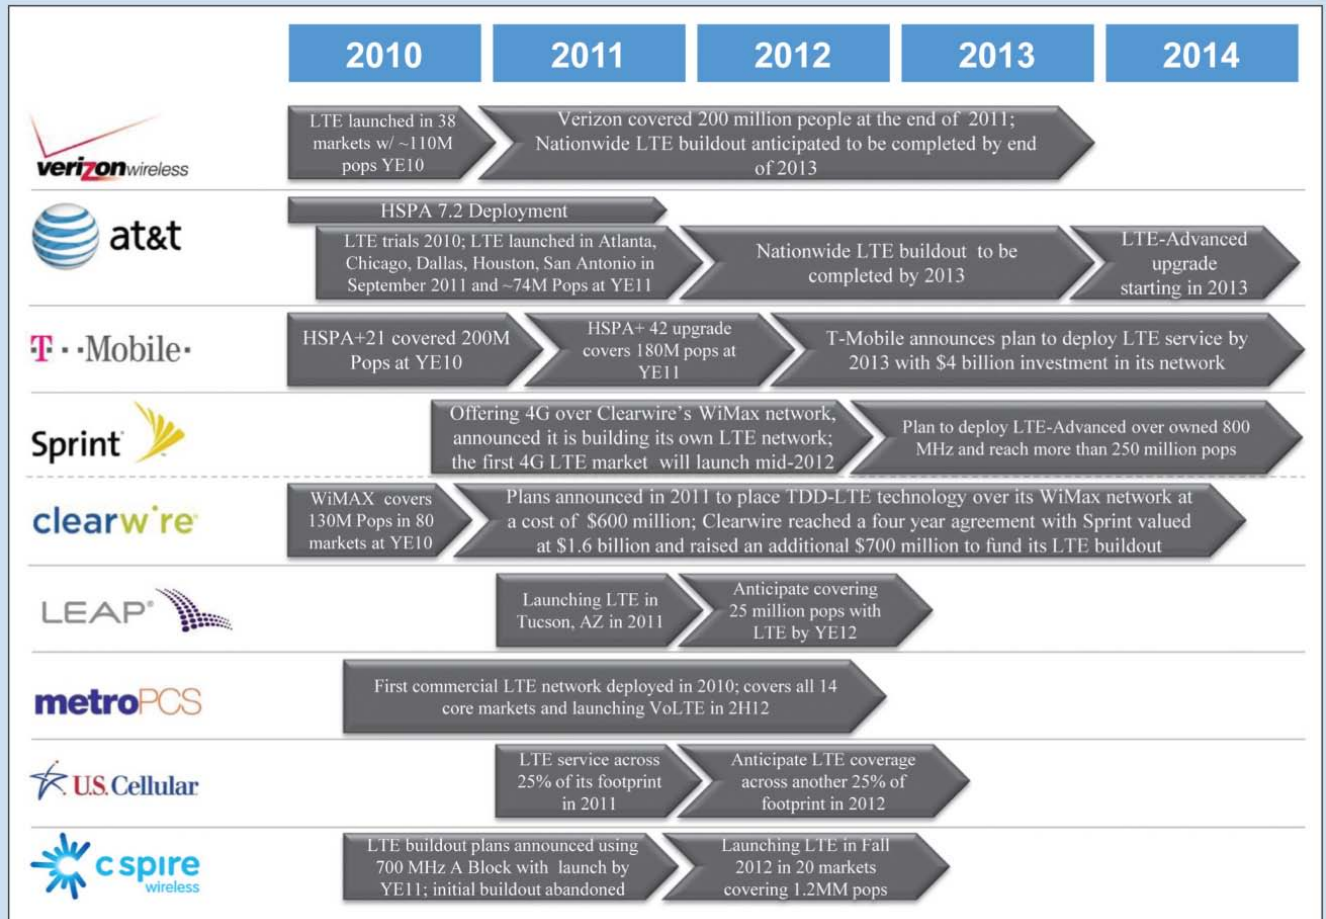 2010 2011 2012 2013 2014
verizonwireless
LTE launched in 38
markets w/ ~110M
pops YE10
Verizon covered 200 million people at the end of 2011;
Nationwide LTE buildout anticipated to be completed by end
of 2013
at&t
HSPA 7.2 Deployment
LTE trials 2010; LTE launched in Atlanta,
Chicago, Dallas, Houston, San Antonio in
September 2011 and ~74M Pops at YE11
Nationwide LTE buildout to be
completed by 2013
LTE-Advanced
upgrade
starting in 2013
T··Mobile·
HSPA+21 covered 200M
Pops at YE10
HSPA+ 42 upgrade
covers 180M pops at
YE11
T-Mobile announces plan to deploy LTE service by
2013 with $4 billion investment in its network
Sprint
Offering 4G over Clearwire's WiMax network,
announced it is building its own LTE network;
the first 4G LTE market will launch mid-2012
Plan to deploy LTE-Advanced over owned 800
MHz and reach more than 250 million pops
clearwire
WiMAX covers
130M Pops in 80
markets at YE10
Plans announced in 2011 to place TDD-LTE technology over its WiMax network at
a cost of $600 million; Clearwire reached a four year agreement with Sprint valued
at $1.6 billion and raised an additional $700 million to fund its LTE buildout
LEAP®
Launching LTE in
Tucson, AZ in 2011
Anticipate covering
25 million pops with
LTE by YE12
metroPCS
First commercial LTE network deployed in 2010; covers all 14
core markets and launching VoLTE in 2H12
U.S. Cellular
LTE service across
25% of its footprint
in 2011
Anticipate LTE coverage
across another 25% of
footprint in 2012
c spire
wireless
LTE buildout plans announced using
700 MHz A Block with launch by
YE11; initial buildout abandoned
Launching LTE in Fall
2012 in 20 markets
covering 1.2MM pops